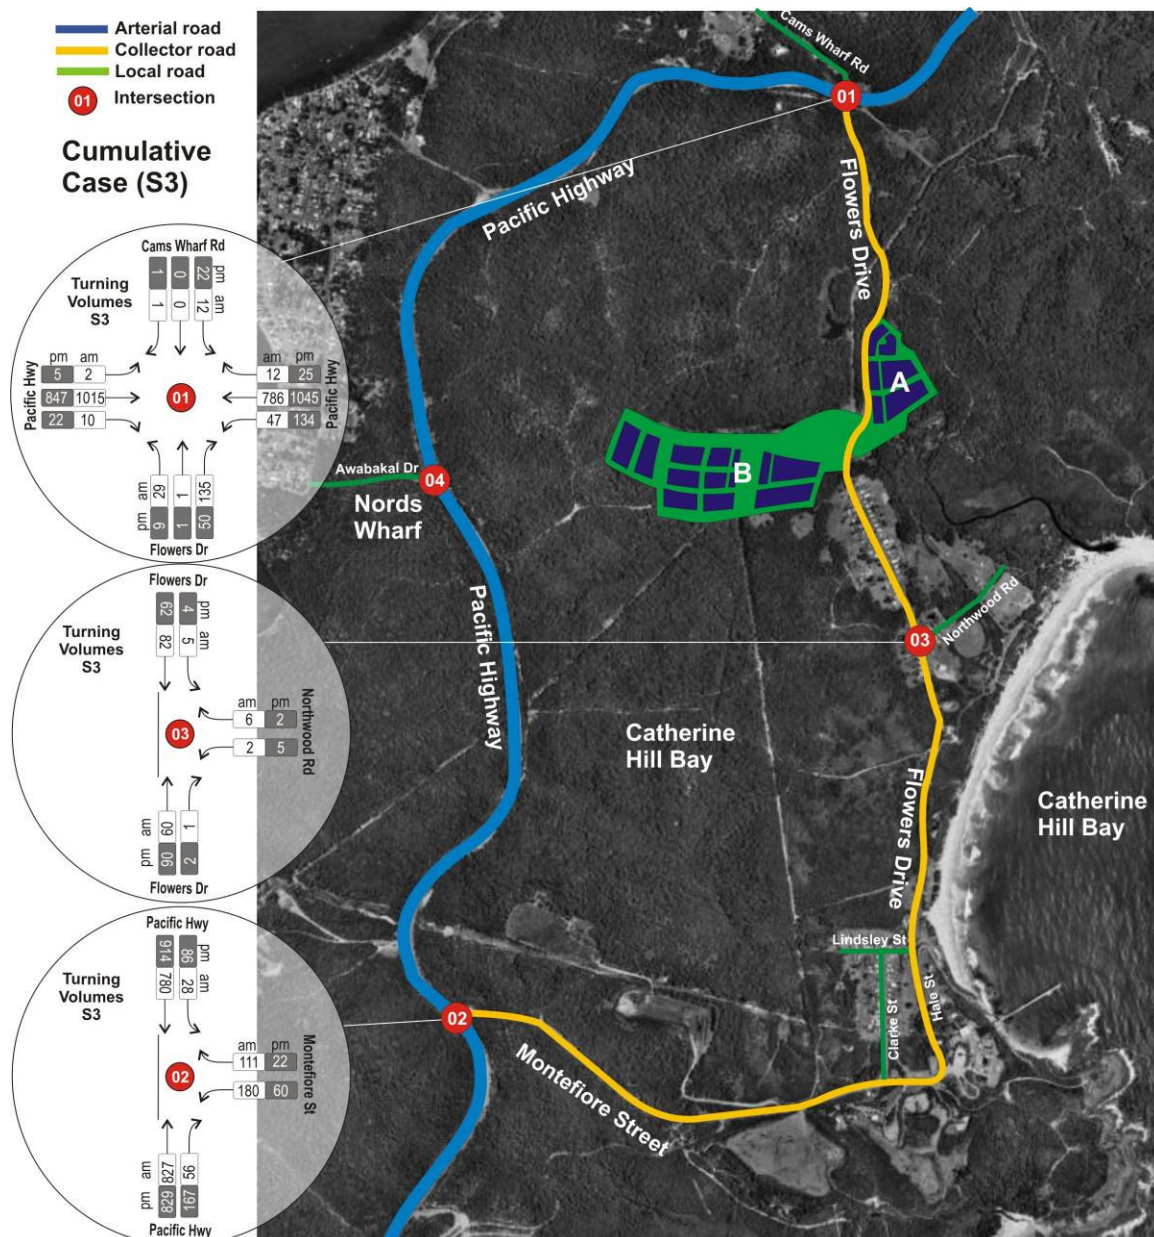 Arterial road
Collector road
Local road
01 Intersection
Cumulative
Case (S3)
Cams Wharf Rd
01
Pacific Highway
Flowers Drive
A
B
Awabakal Dr
04
Nords
Wharf
Pacific Highway
03
Northwood Rd
Catherine
Hill Bay
Flowers Drive
Catherine
Hill Bay
Lindsley St
Clarke St
Hale St
02
Montefiore Street
Cams Wharf Rd
Turning
Volumes
S3
1 0 22 pm
1 0 12 am
pm am
5 2
847 1015
22 10
Pacific Hwy
01
am pm
12 25
786 1045
47 134
Pacific Hwy
am 29 1 135
pm 9 1 50
Flowers Dr
Flowers Dr
Turning
Volumes
S3
62 4 pm
82 5 am
03
am pm
6 2
2 5
Northwood Rd
am 69 1
pm 90 2
Flowers Dr
Pacific Hwy
Turning
Volumes
S3
914 98 pm
780 28 am
02
am pm
111 22
180 60
Montefiore St
am 827 56
pm 829 167
Pacific Hwy